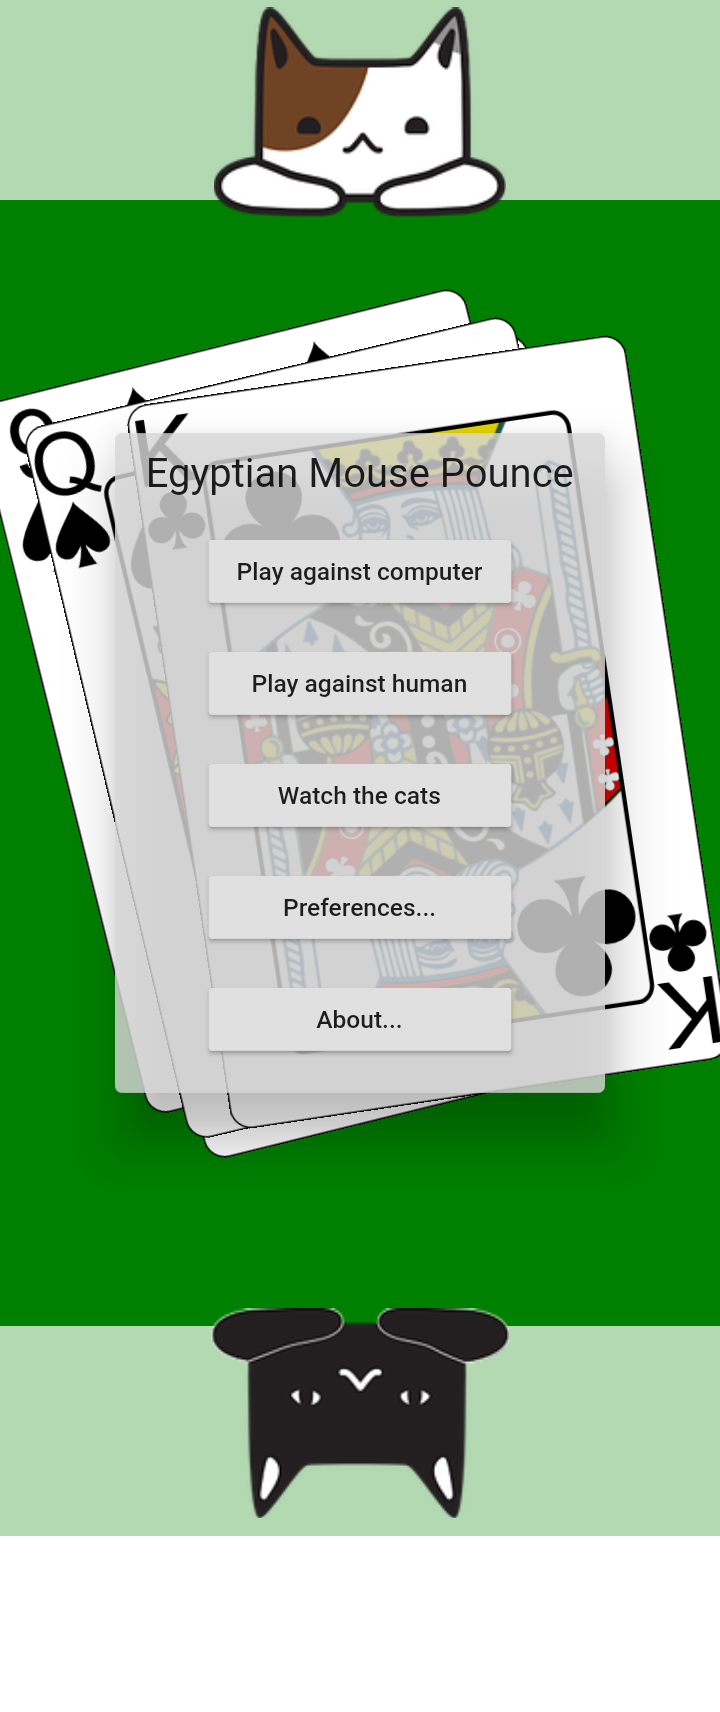 Q
Q
K
Egyptian Mouse Pounce
Play against computer
Play against human
Watch the cats
Preferences...
About...
K